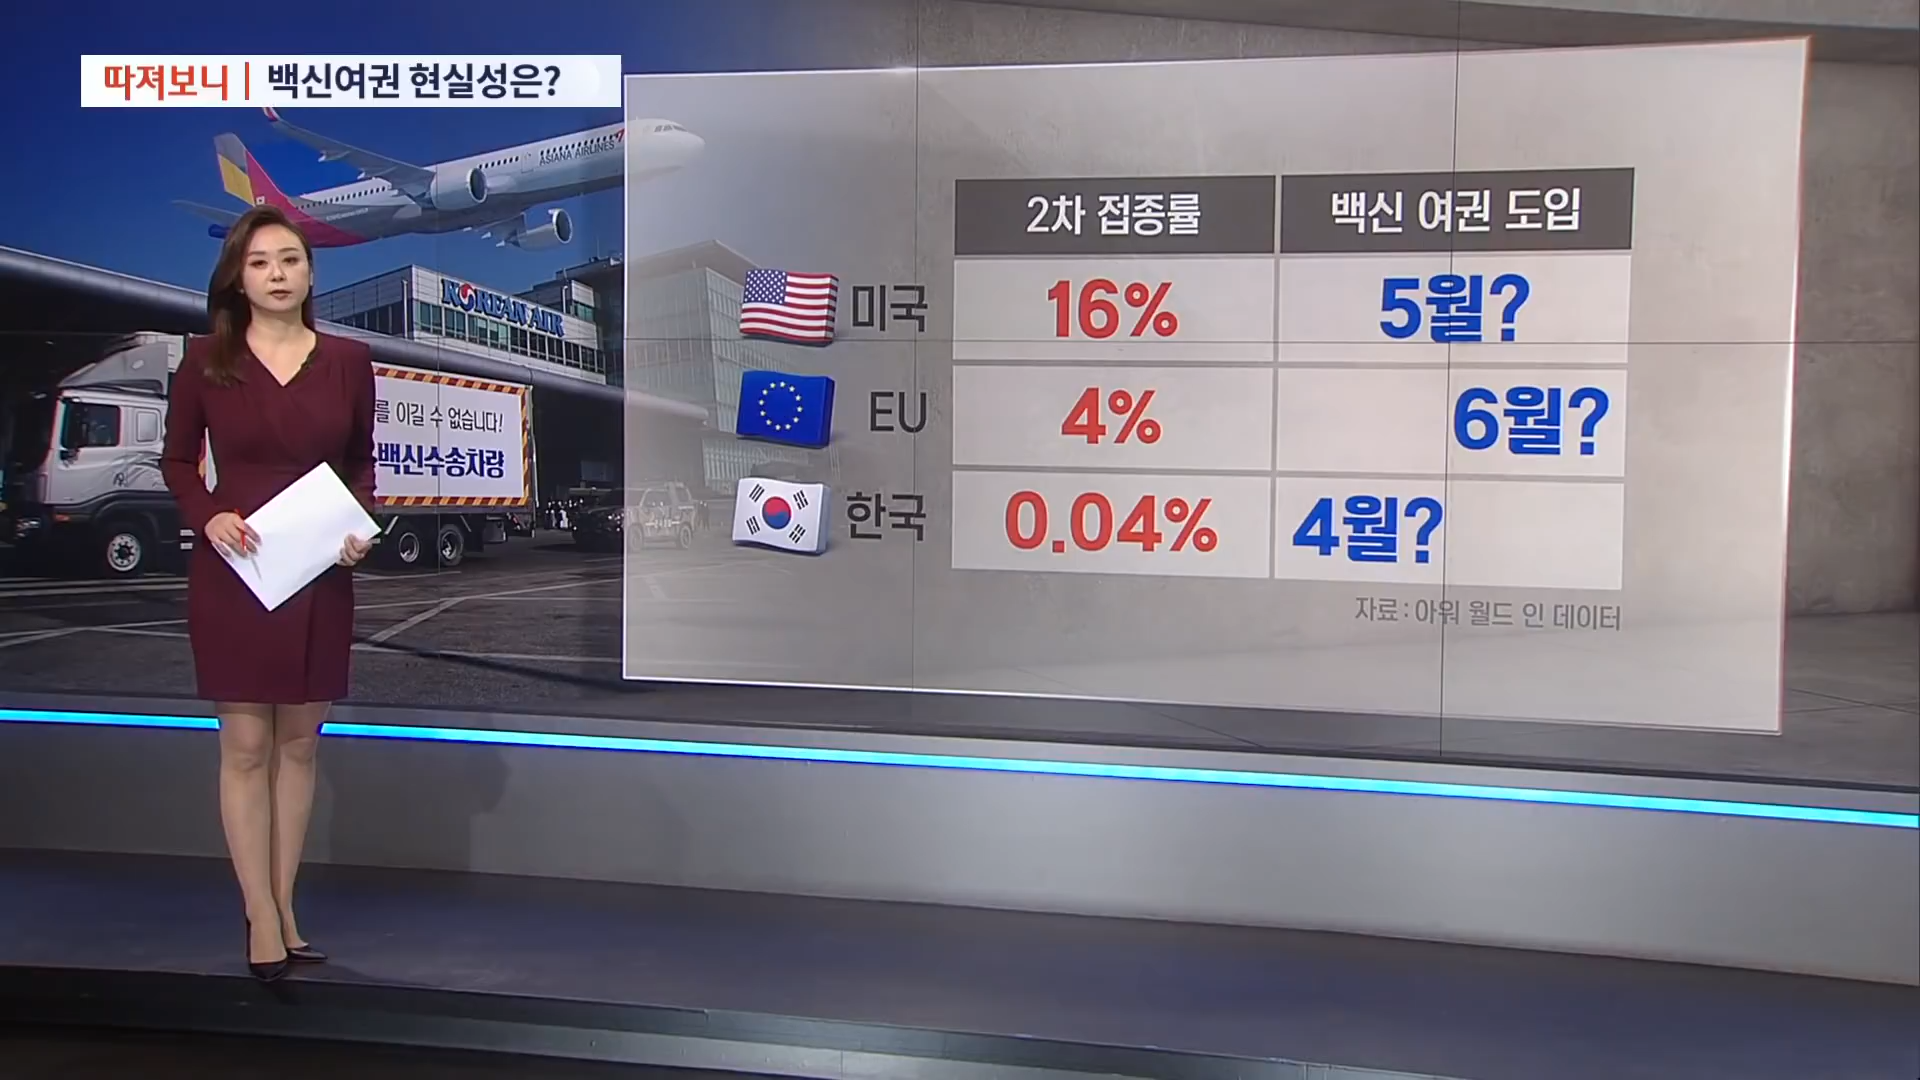 따져보니 | 백신여권 현실성은?
ASIANA AIRLINES
KOREAN AIR
를 이길 수 없습니다!
백신수송차량
2차 접종률 백신 여권 도입
미국 16% 5월?
EU 4% 6월?
한국 0.04% 4월?
자료 : 아워 월드 인 데이터